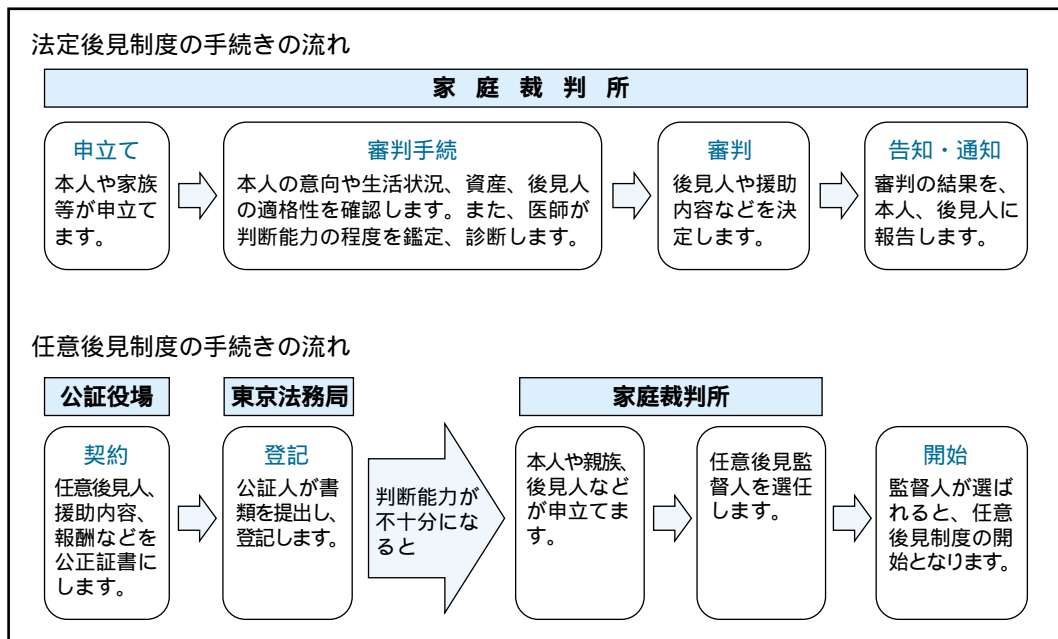 法定後見制度の手続きの流れ
家庭裁判所
申立て
本人や家族
等が申立て
ます。
審判手続
本人の意向や生活状況、資産、後見人
の適格性を確認します。また、医師が
判断能力の程度を鑑定、診断します。
審判
後見人や援助
内容などを決
定します。
告知・通知
審判の結果を、
本人、後見人に
報告します。
任意後見制度の手続きの流れ
公証役場
契約
任意後見人、
援助内容、
報酬などを
公正証書に
します。
東京法務局
登記
公証人が書
類を提出し、
登記します。
判断能力が
不十分にな
ると
家庭裁判所
本人や親族、
後見人など
が申立てま
す。
任意後見監
督人を選任
します。
開始
監督人が選ば
れると、任意
後見制度の開
始となります。